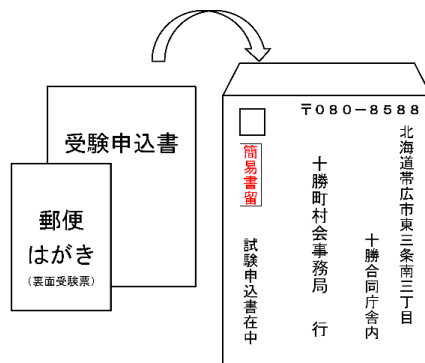 受験申込書
郵便
はがき
（裏面受験票）
〒０８０－８５８８
北海道帯広市東三条南三丁目
十勝合同庁舎内
十勝町村会事務局　行
簡易書留
試験申込書在中